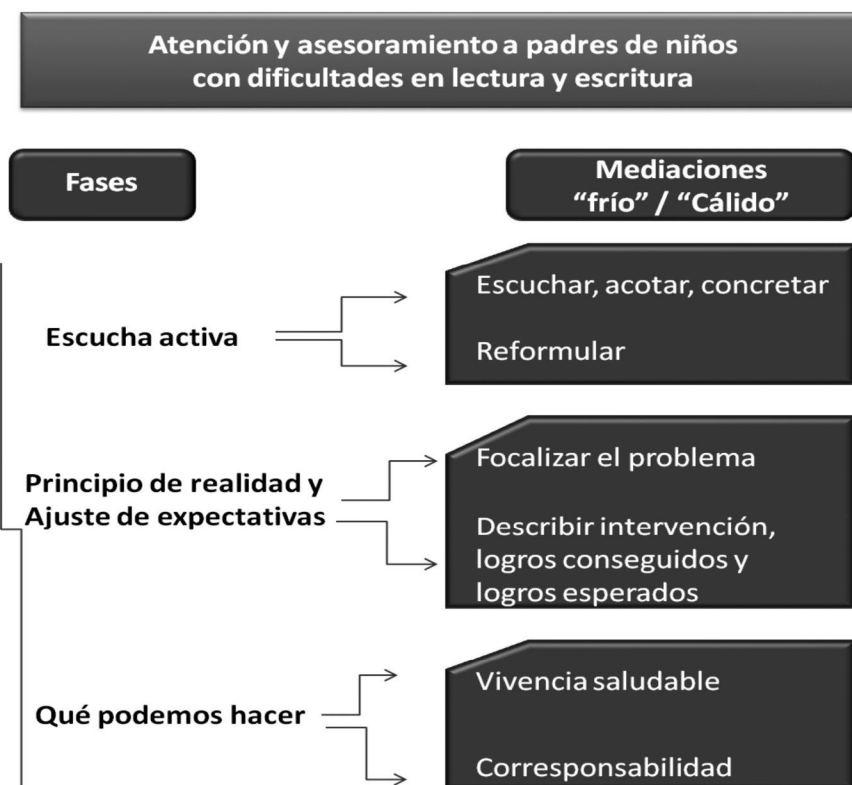 Atención y asesoramiento a padres de niños
con dificultades en lectura y escritura
Fases
Mediaciones
“frío” / “Cálido”
Escucha activa
Escuchar, acotar, concretar
Reformular
Principio de realidad y
Ajuste de expectativas
Focalizar el problema
Describir intervención,
logros conseguidos y
logros esperados
Qué podemos hacer
Vivencia saludable
Corresponsabilidad